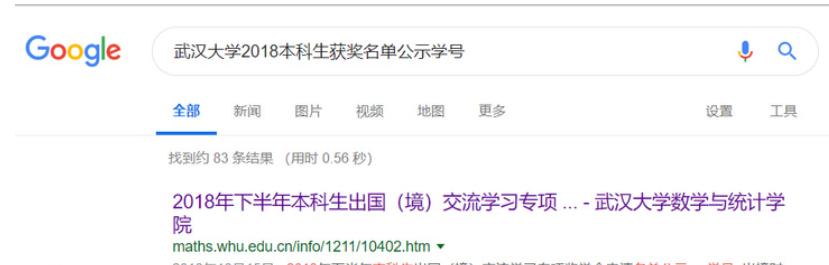 Google 武汉大学2018本科生获奖名单公示学号
全部 新闻 图片 视频 地图 更多 设置 工具
找到约 83 条结果 (用时 0.56 秒)
2018年下半年本科生出国（境）交流学习专项 ... - 武汉大学数学与统计学
院
maths.whu.edu.cn/info/1211/10402.htm